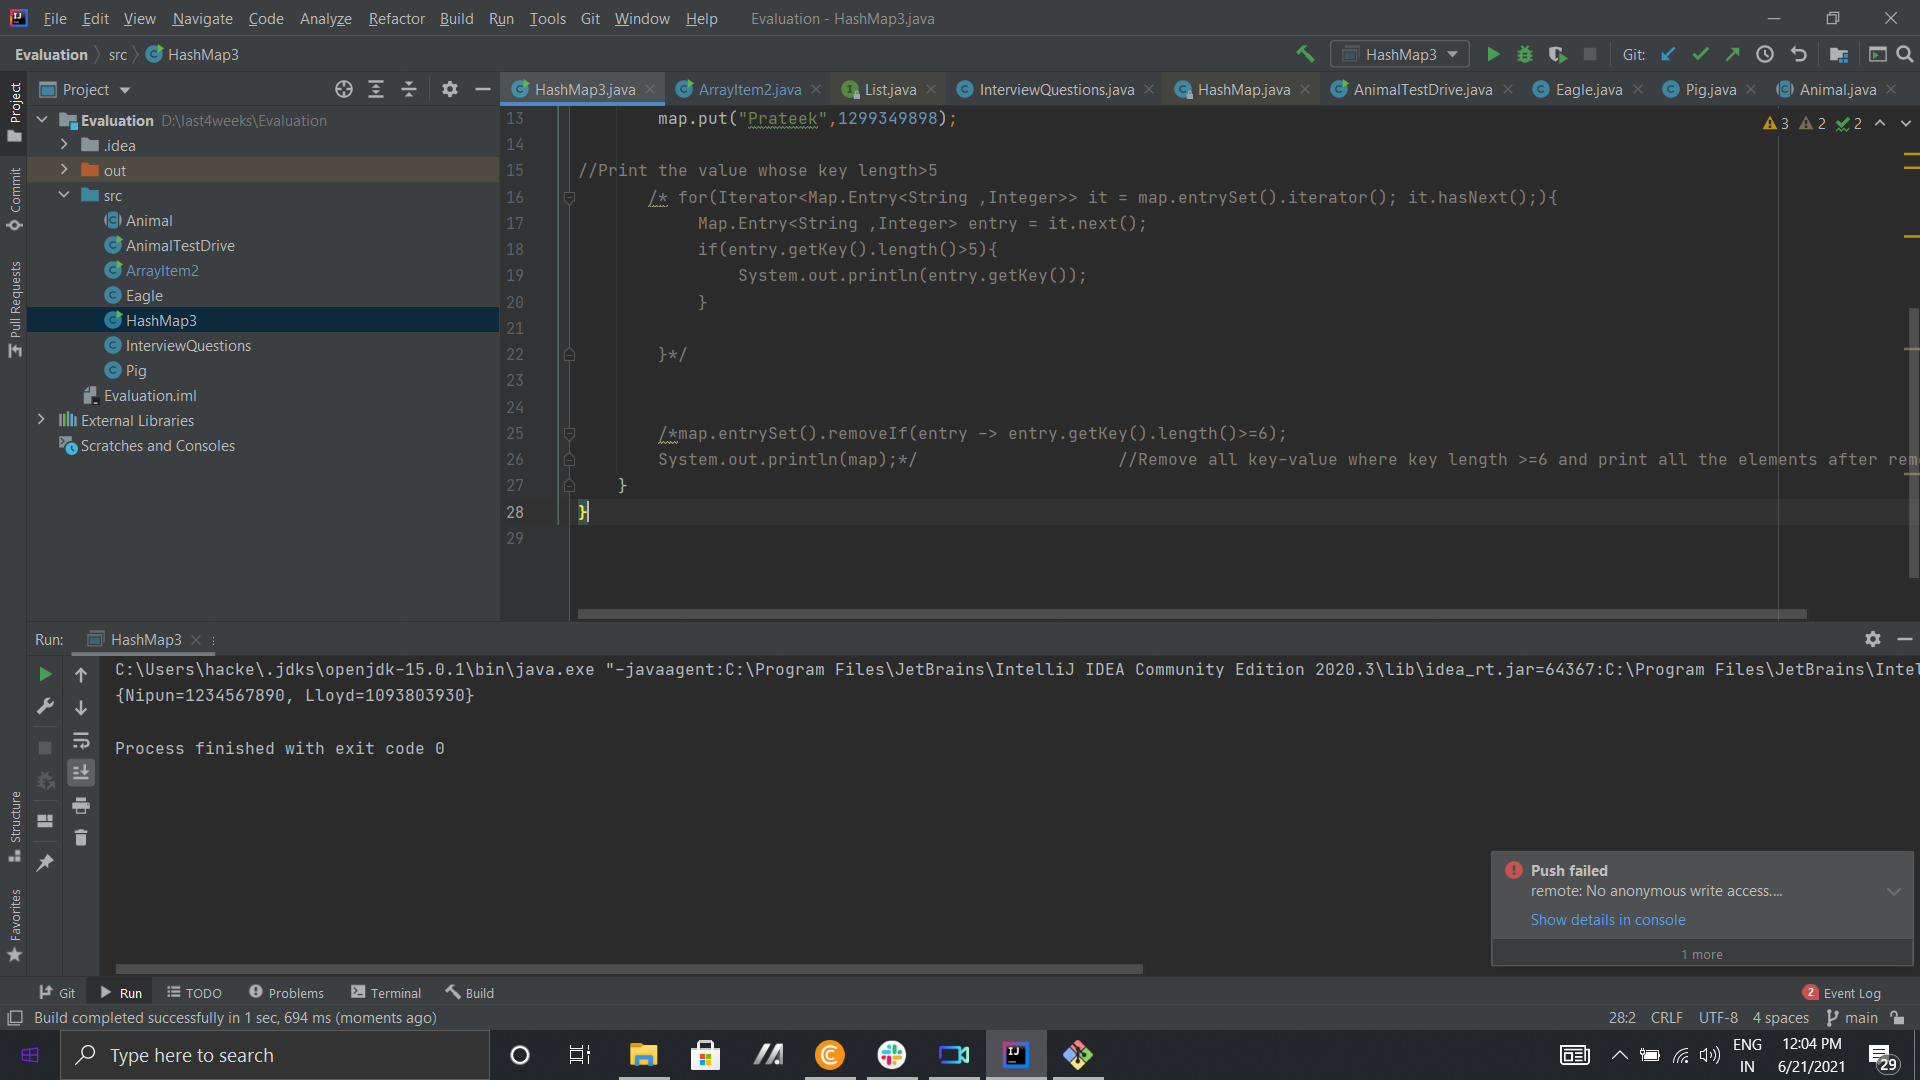 File Edit View Navigate Code Analyze Refactor Build Run Tools Git Window Help Evaluation - HashMap3.java
Evaluation src HashMap3
HashMap3 Git:
Project
HashMap3.java ArrayItem2.java List.java InterviewQuestions.java HashMap.java AnimalTestDrive.java Eagle.java Pig.java Animal.java
Project
Commit
Pull Requests
Structure
Favorites
Evaluation D:\last4weeks\Evaluation
.idea
out
src
Animal
AnimalTestDrive
ArrayItem2
Eagle
HashMap3
InterviewQuestions
Pig
Evaluation.iml
External Libraries
Scratches and Consoles
3 2 2
13 map.put("Prateek",1299349898);
14
15 //Print the value whose key length>5
16 /* for(Iterator<Map.Entry<String ,Integer>> it = map.entrySet().iterator(); it.hasNext();){
17 Map.Entry<String ,Integer> entry = it.next();
18 if(entry.getKey().length()>5){
19 System.out.println(entry.getKey());
20 }
21
22 }*/
23
24
25 /*map.entrySet().removeIf(entry -> entry.getKey().length()>=6);
26 System.out.println(map);*/ //Remove all key-value where key length >=6 and print all the elements after rem
27 }
28 }
29
Run: HashMap3
C:\Users\hacke\.jdks\openjdk-15.0.1\bin\java.exe "-javaagent:C:\Program Files\JetBrains\IntelliJ IDEA Community Edition 2020.3\lib\idea_rt.jar=64367:C:\Program Files\JetBrains\Intel
{Nipun=1234567890, Lloyd=1093803930}
Process finished with exit code 0
Push failed
remote: No anonymous write access....
Show details in console
1 more
Git Run TODO Problems Terminal Build 2 Event Log
Build completed successfully in 1 sec, 694 ms (moments ago) 28:2 CRLF UTF-8 4 spaces main
Type here to search
ENG
IN
12:04 PM
6/21/2021
29